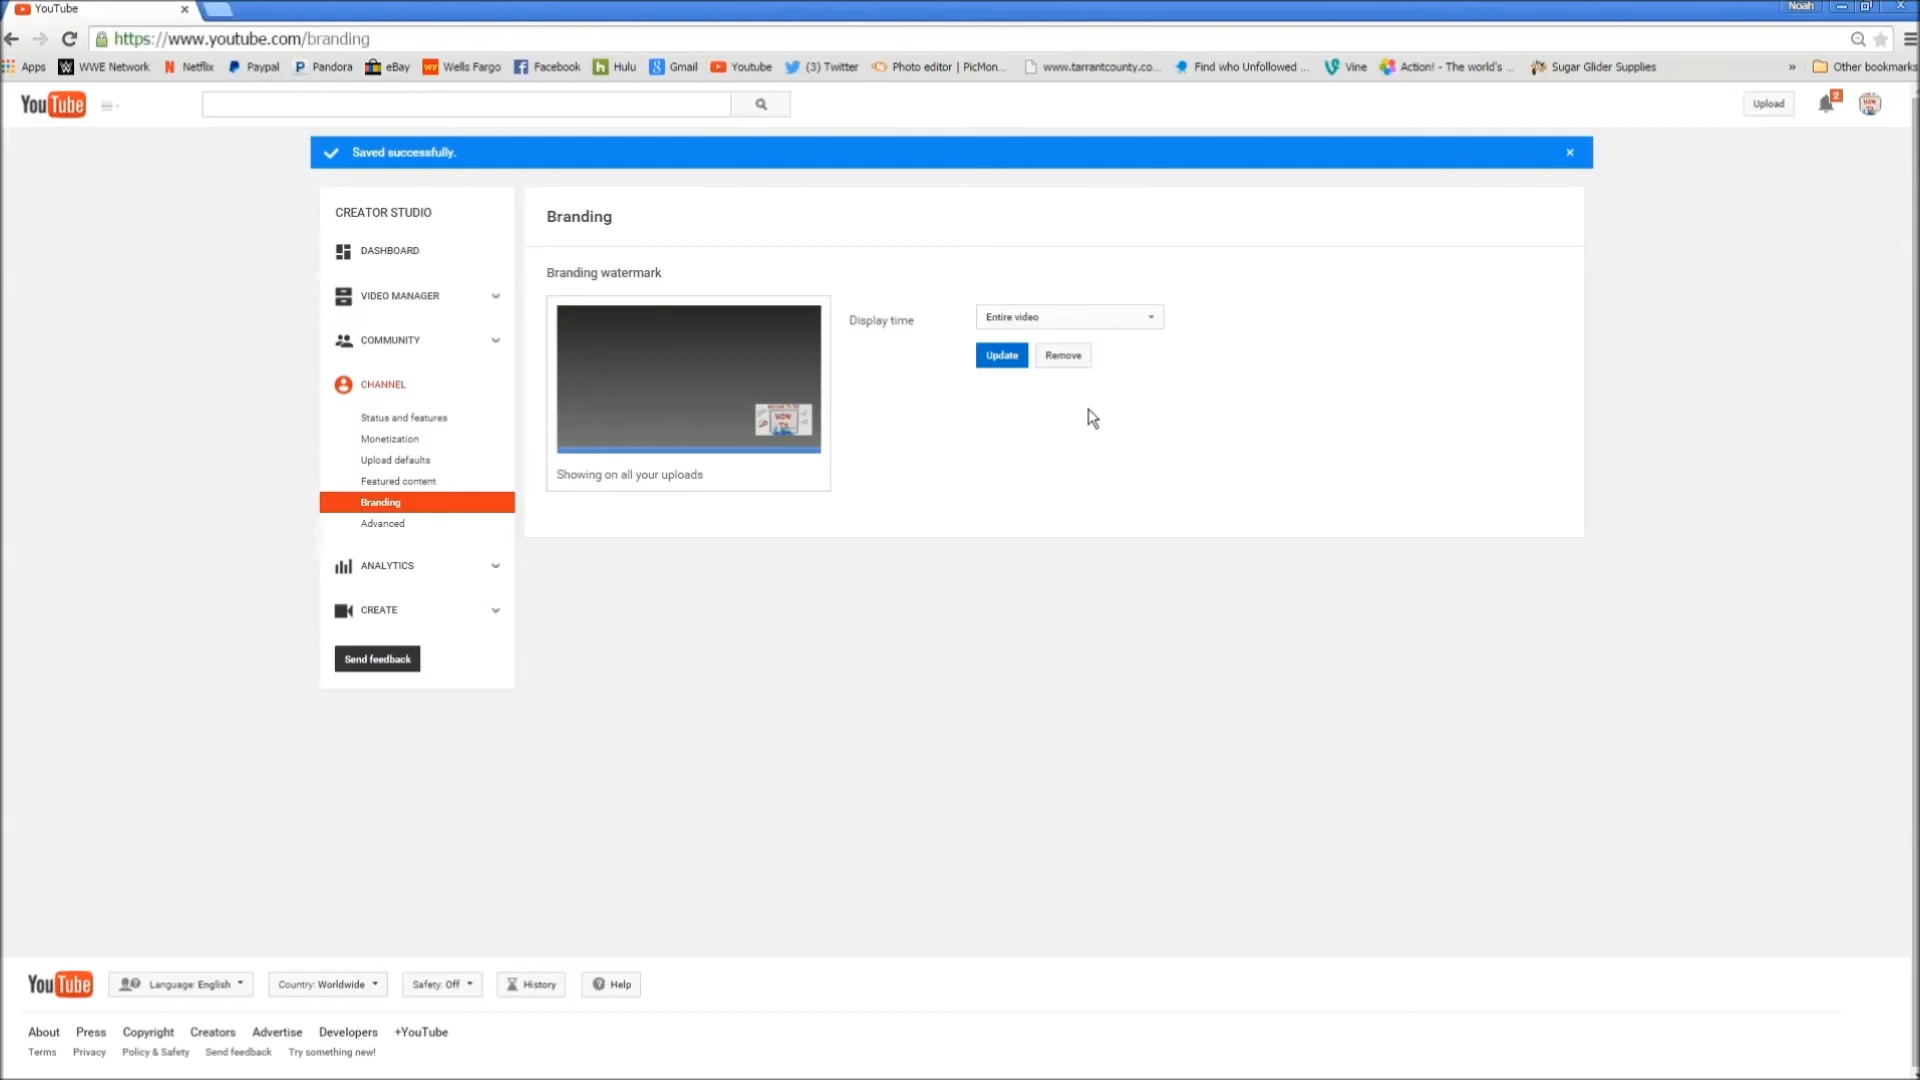 YouTube
Noah
https://www.youtube.com/branding
Apps WWE Network Netflix Paypal Pandora eBay Wells Fargo Facebook Hulu Gmail Youtube (3) Twitter Photo editor | PicMon... www.tarrantcounty.co... Find who Unfollowed ... Vine Action! - The world's ... Sugar Glider Supplies » Other bookmarks
YouTube
Upload
2
Saved successfully.
CREATOR STUDIO
DASHBOARD
VIDEO MANAGER
COMMUNITY
CHANNEL
Status and features
Monetization
Upload defaults
Featured content
Branding
Advanced
ANALYTICS
CREATE
Send feedback
Branding
Branding watermark
HOW
TO
Showing on all your uploads
Display time
Entire video
Update Remove
YouTube Language: English Country: Worldwide Safety: Off History Help
About Press Copyright Creators Advertise Developers +YouTube
Terms Privacy Policy & Safety Send feedback Try something new!